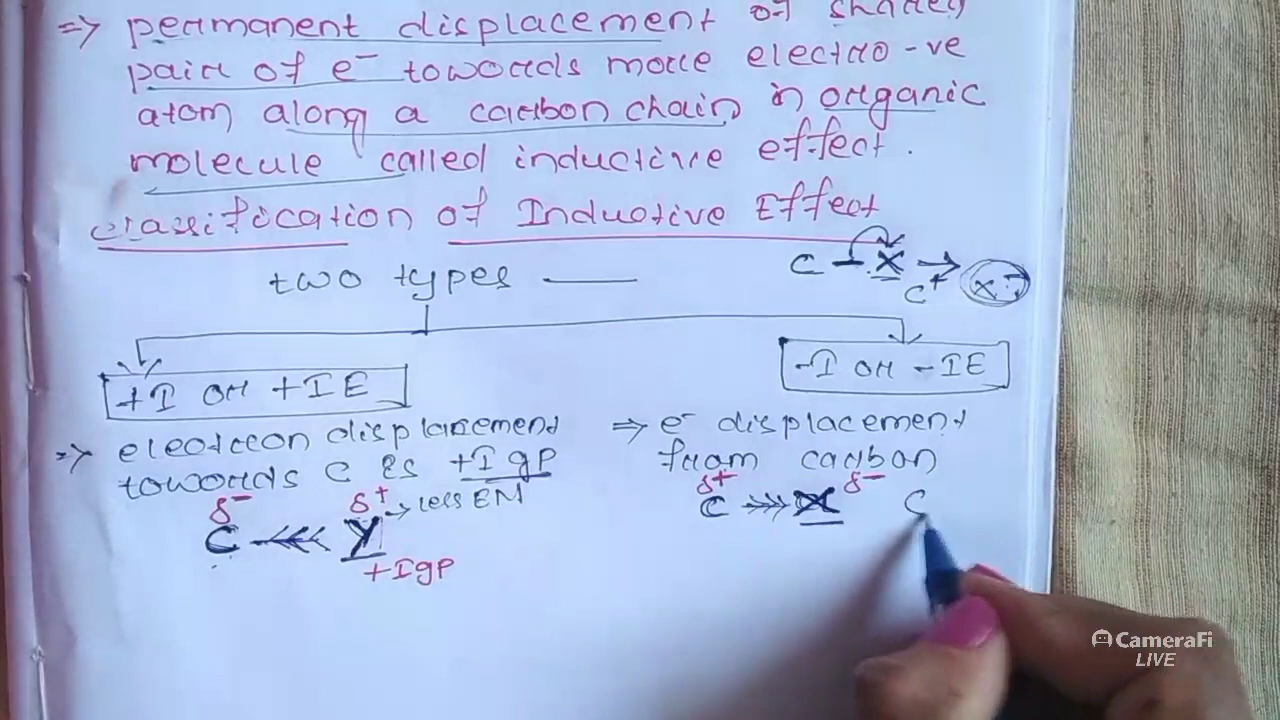 => permanent displacement of shared
pair of e⁻ towards more electro -ve
atom along a carbon chain in organic
molecule called inductive effect.
classification of Inductive Effect
two types
C - X → C⁺ X⁻
+I OR +IE
-I OR -IE
=> electron displacement
towards C is +I gp
=> e⁻ displacement
from carbon
δ⁻ δ⁺ → less EN
C Y
+I gp
δ⁺ δ⁻
C X C
CameraFi
LIVE